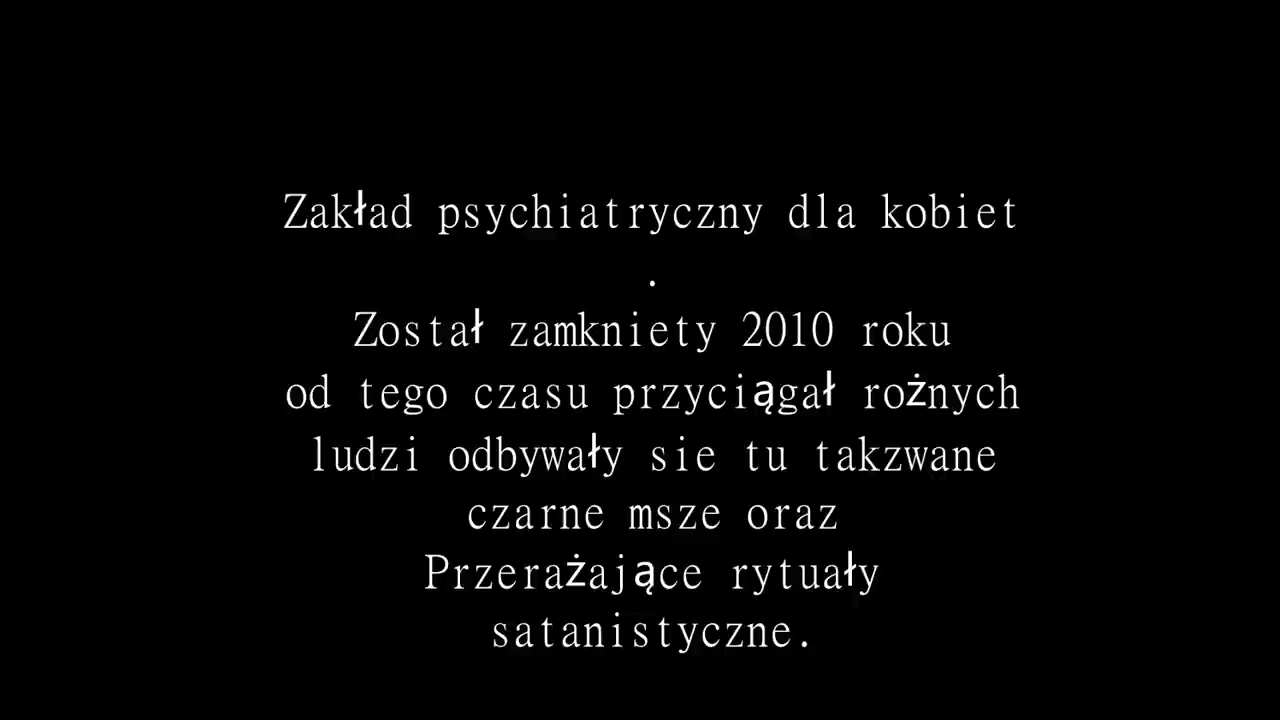 Zakład psychiatryczny dla kobiet
.
Został zamkniety 2010 roku
od tego czasu przyciągał rożnych
ludzi odbywały sie tu takzwane
czarne msze oraz
Przerażające rytuały
satanistyczne.